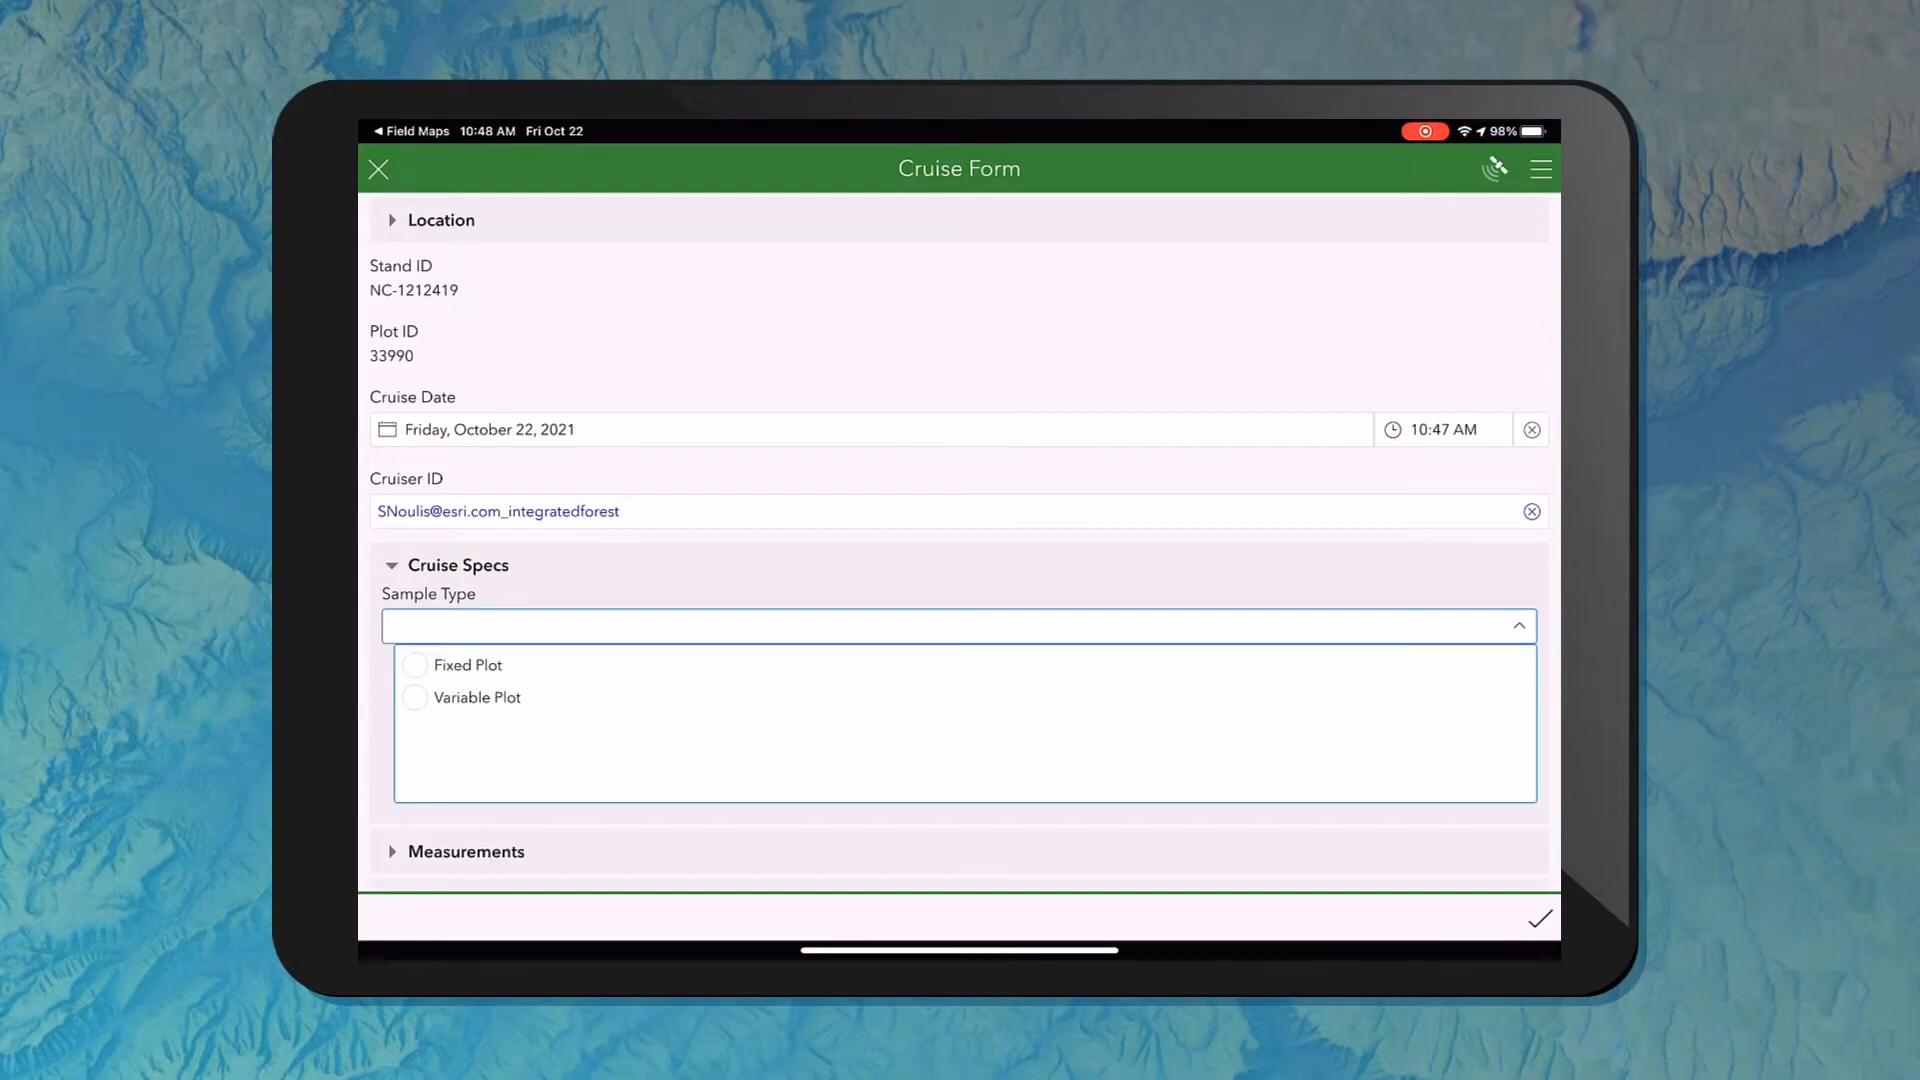 Field Maps 10:48 AM Fri Oct 22 98%
Cruise Form
Location
Stand ID
NC-1212419
Plot ID
33990
Cruise Date
Friday, October 22, 2021 10:47 AM
Cruiser ID
SNoulis@esri.com_integratedforest
Cruise Specs
Sample Type
Fixed Plot
Variable Plot
Measurements